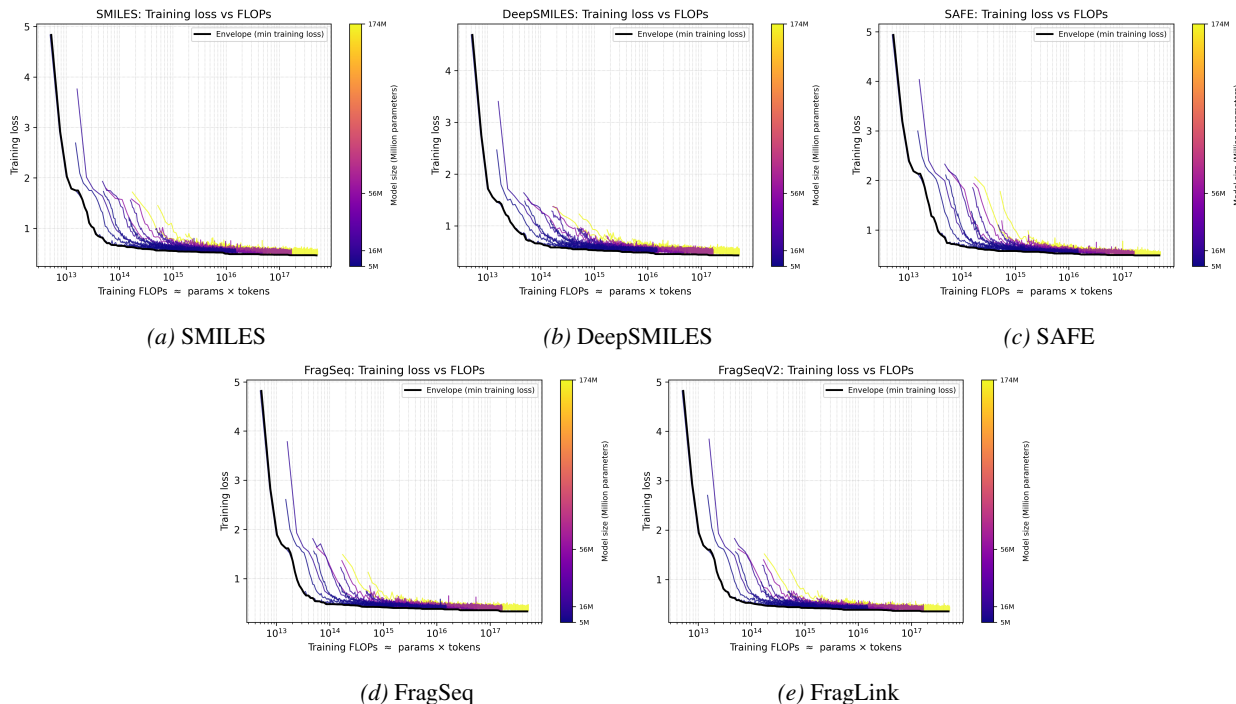 SMILES: Training loss vs FLOPs
Envelope (min training loss)
5
4
3
2
1
Training loss
10^13
10^14
10^15
10^16
10^17
Training FLOPs ≈ params × tokens
174M
56M
16M
5M
Model size (Million parameters)
(a) SMILES
DeepSMILES: Training loss vs FLOPs
Envelope (min training loss)
4
3
2
1
Training loss
10^13
10^14
10^15
10^16
10^17
Training FLOPs ≈ params × tokens
174M
56M
16M
5M
Model size (Million parameters)
(b) DeepSMILES
SAFE: Training loss vs FLOPs
Envelope (min training loss)
5
4
3
2
1
Training loss
10^13
10^14
10^15
10^16
10^17
Training FLOPs ≈ params × tokens
174M
56M
16M
5M
Model size (Million parameters)
(c) SAFE
FragSeq: Training loss vs FLOPs
Envelope (min training loss)
5
4
3
2
1
Training loss
10^13
10^14
10^15
10^16
10^17
Training FLOPs ≈ params × tokens
174M
56M
16M
5M
Model size (Million parameters)
(d) FragSeq
FragSeqV2: Training loss vs FLOPs
Envelope (min training loss)
5
4
3
2
1
Training loss
10^13
10^14
10^15
10^16
10^17
Training FLOPs ≈ params × tokens
174M
56M
16M
5M
Model size (Million parameters)
(e) FragLink